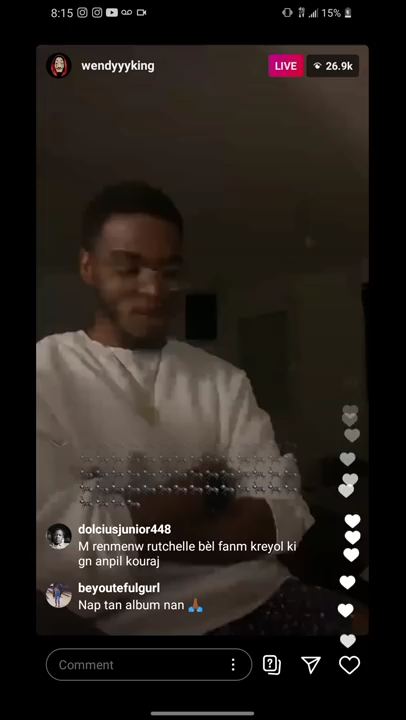 8:15
15%
wendyyyking
LIVE
26.9k
dolciusjunior448
M renmenw rutchelle bèl fanm kreyol ki
gn anpil kouraj
beyoutefulgurl
Nap tan album nan 🙏🏾
Comment